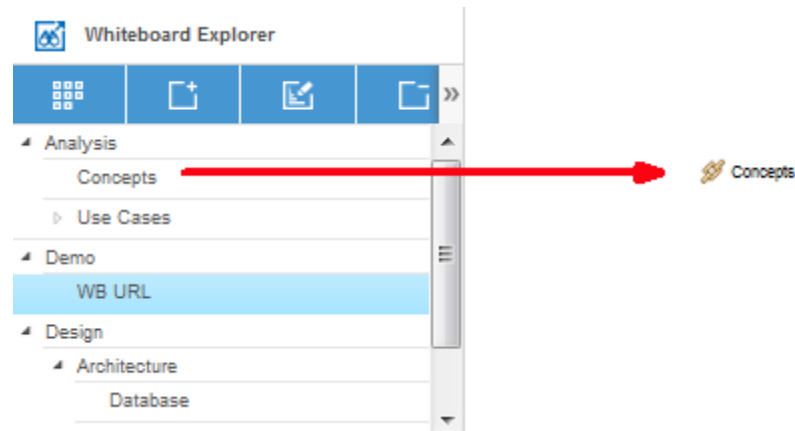 Whiteboard Explorer
»
Analysis
Concepts
Concepts
Use Cases
Demo
WB URL
Design
Architecture
Database